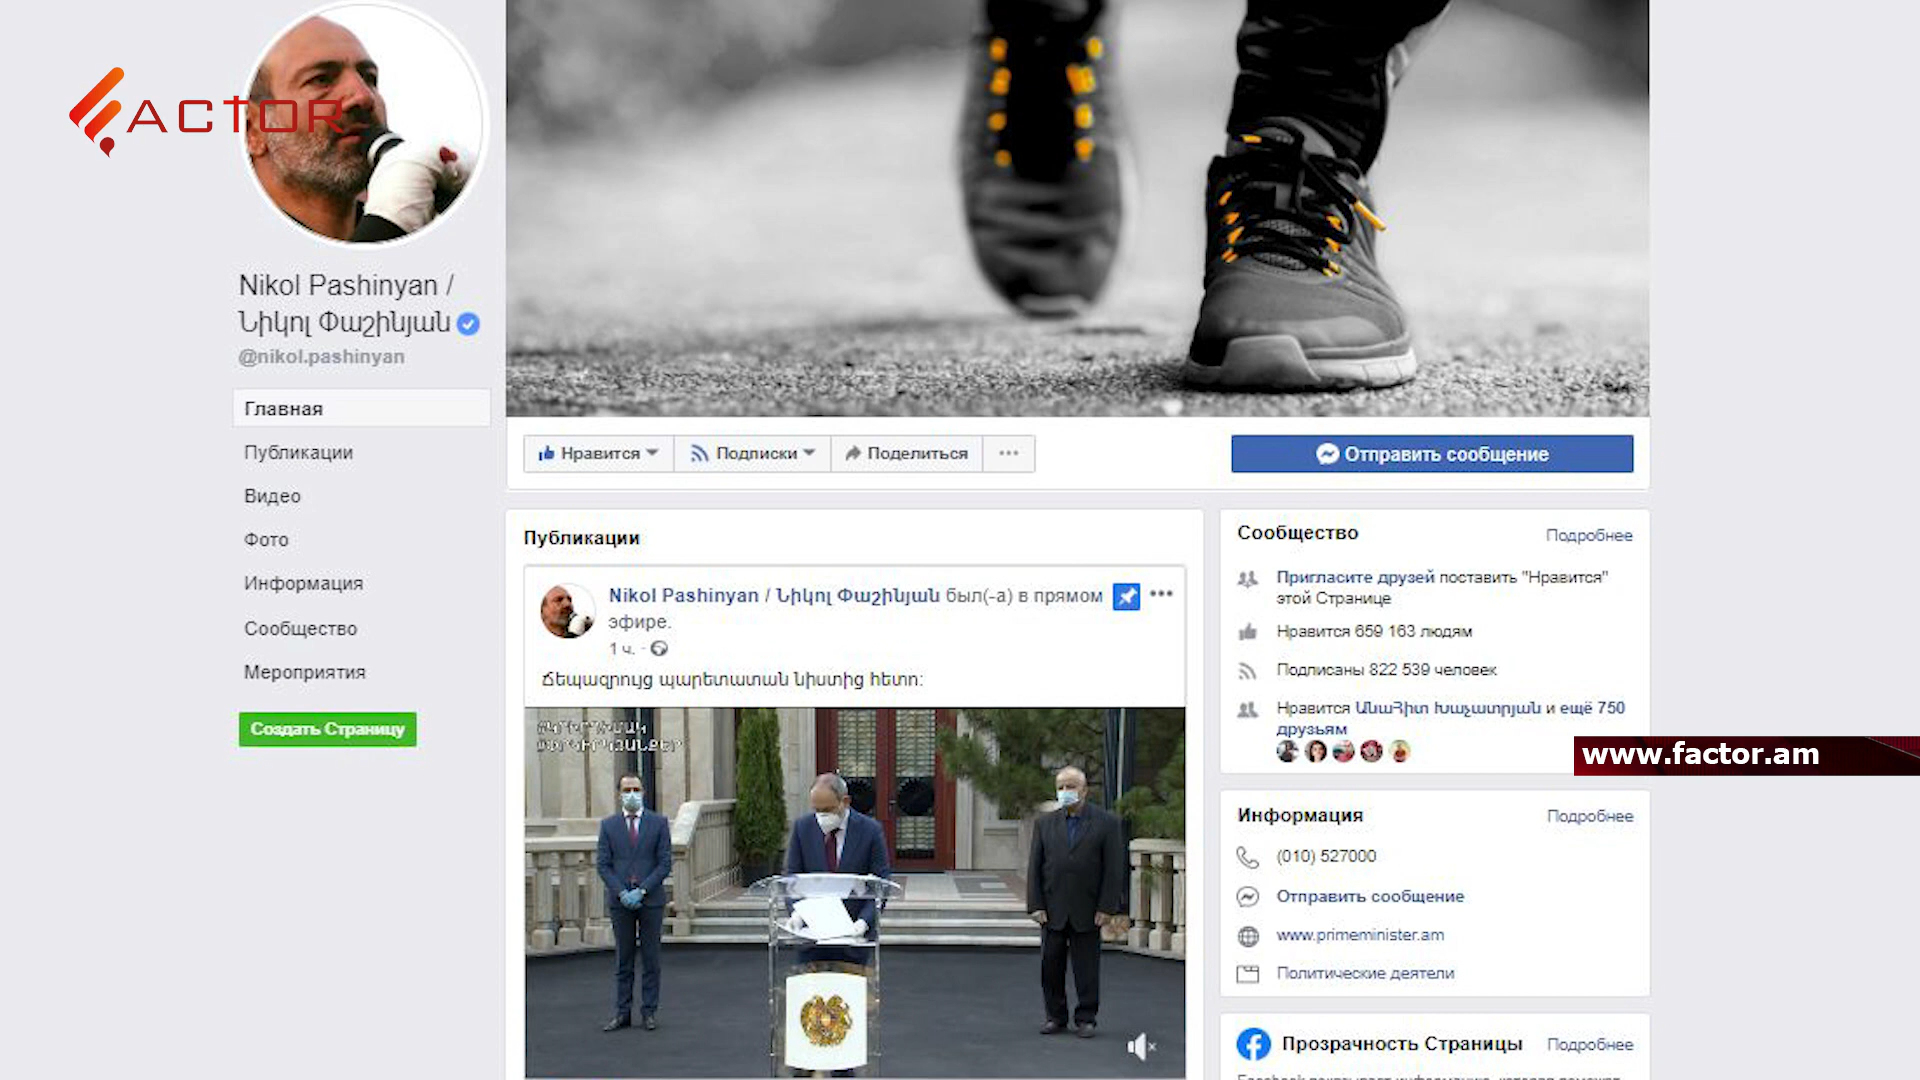 ACTOR
Nikol Pashinyan /
Նիկոլ Փաշինյան
@nikol.pashinyan
Главная
Публикации
Видео
Фото
Информация
Сообщество
Мероприятия
Создать Страницу
Нравится
Подписки
Поделиться
Отправить сообщение
Публикации
Nikol Pashinyan / Նիկոլ Փաշինյան был(-а) в прямом
эфире.
1 ч.
Ճեպազրույց պարետատան նիստից հետո:
Сообщество
Подробнее
Пригласите друзей поставить "Нравится"
этой Странице
Нравится 659 163 людям
Подписаны 822 539 человек
Нравится Անահիտ Խաչատրյան и ещё 750
друзьям
www.factor.am
Информация
Подробнее
(010) 527000
Отправить сообщение
www.primeminister.am
Политические деятели
Прозрачность Страницы
Подробнее